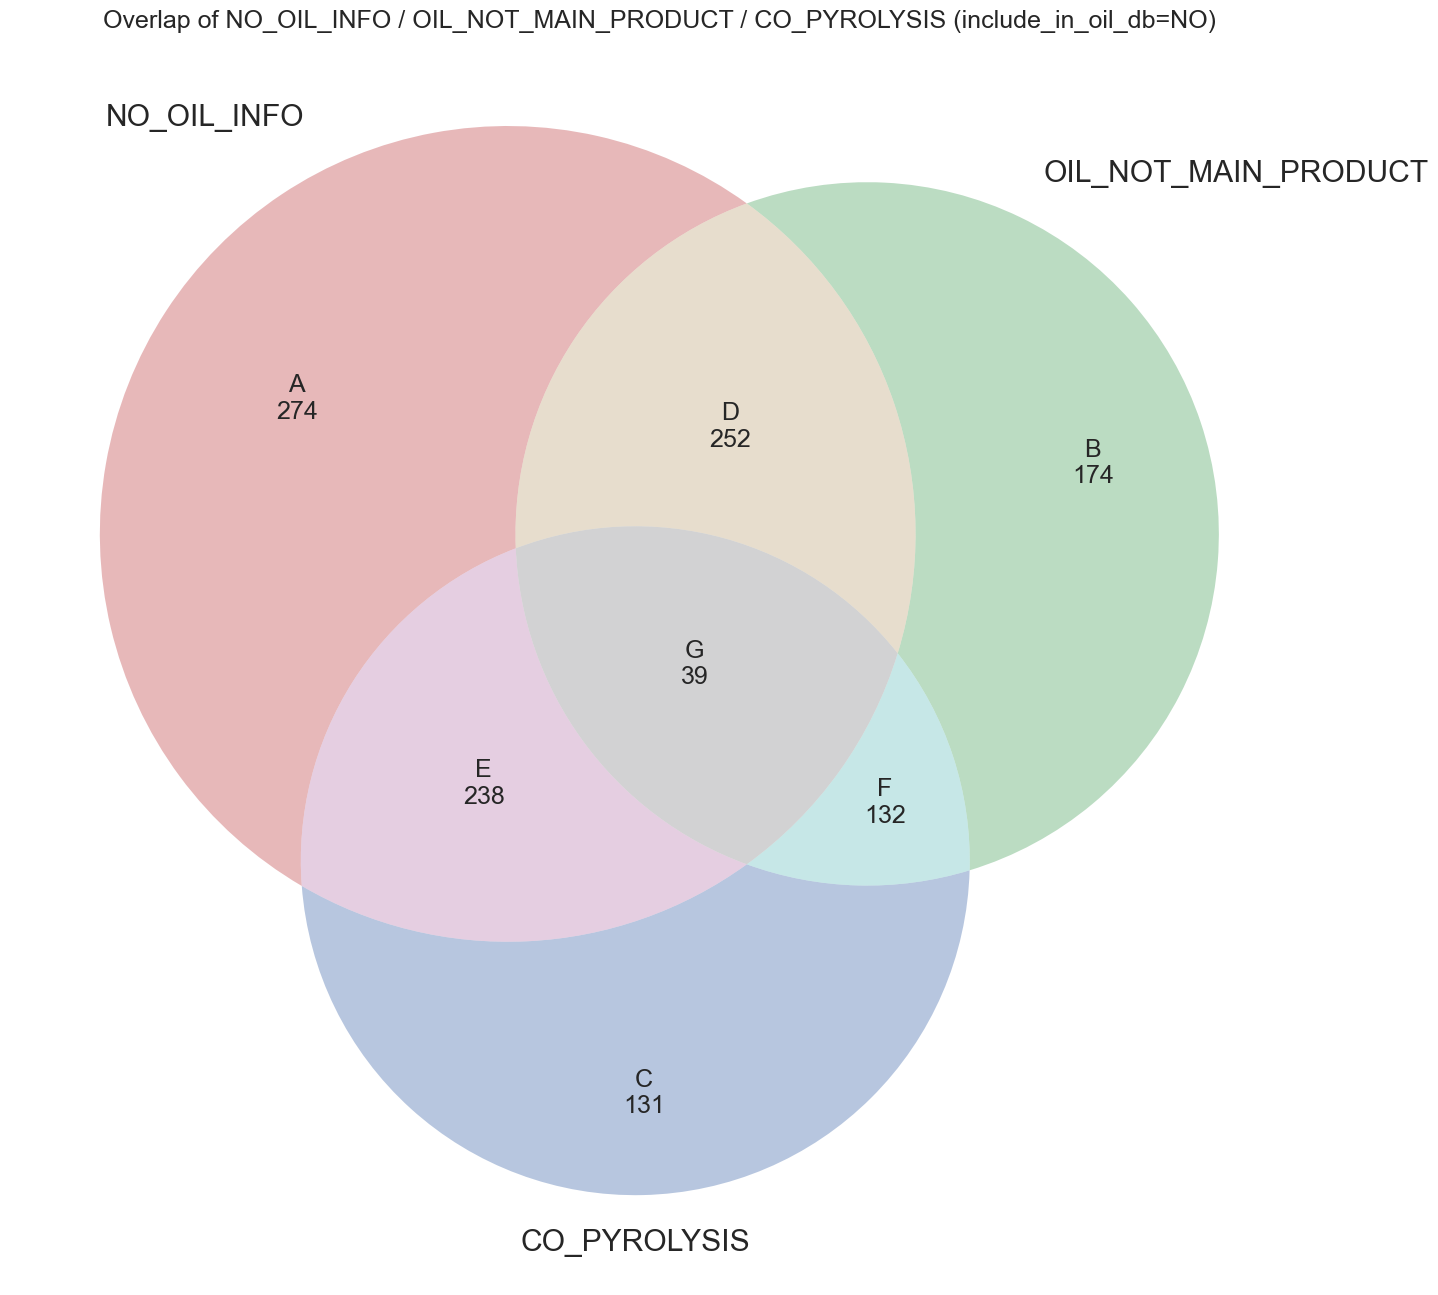 Overlap of NO_OIL_INFO / OIL_NOT_MAIN_PRODUCT / CO_PYROLYSIS (include_in_oil_db=NO)
NO_OIL_INFO
OIL_NOT_MAIN_PRODUCT
A
274
D
252
B
174
G
39
E
238
F
132
C
131
CO_PYROLYSIS